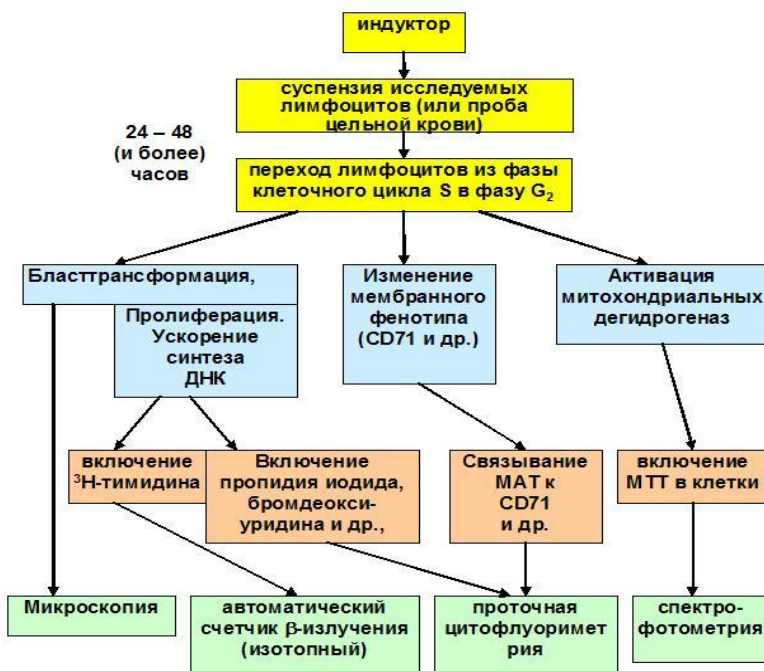 индуктор
суспензия исследуемых
лимфоцитов (или проба
цельной крови)
24 – 48
(и более)
часов
переход лимфоцитов из фазы
клеточного цикла S в фазу G₂
Бласттрансформация,
Пролиферация.
Ускорение
синтеза
ДНК
Изменение
мембранного
фенотипа
(CD71 и др.)
Активация
митохондриальных
дегидрогеназ
включение
³Н-тимидина
Включение
пропидия иодида,
бромдеокси-
уридина и др.,
Связывание
МАТ к
CD71
и др.
включение
МТТ в клетки
Микроскопия
автоматический
счетчик β-излучения
(изотопный)
проточная
цитофлуоримет
рия
спектро-
фотометрия